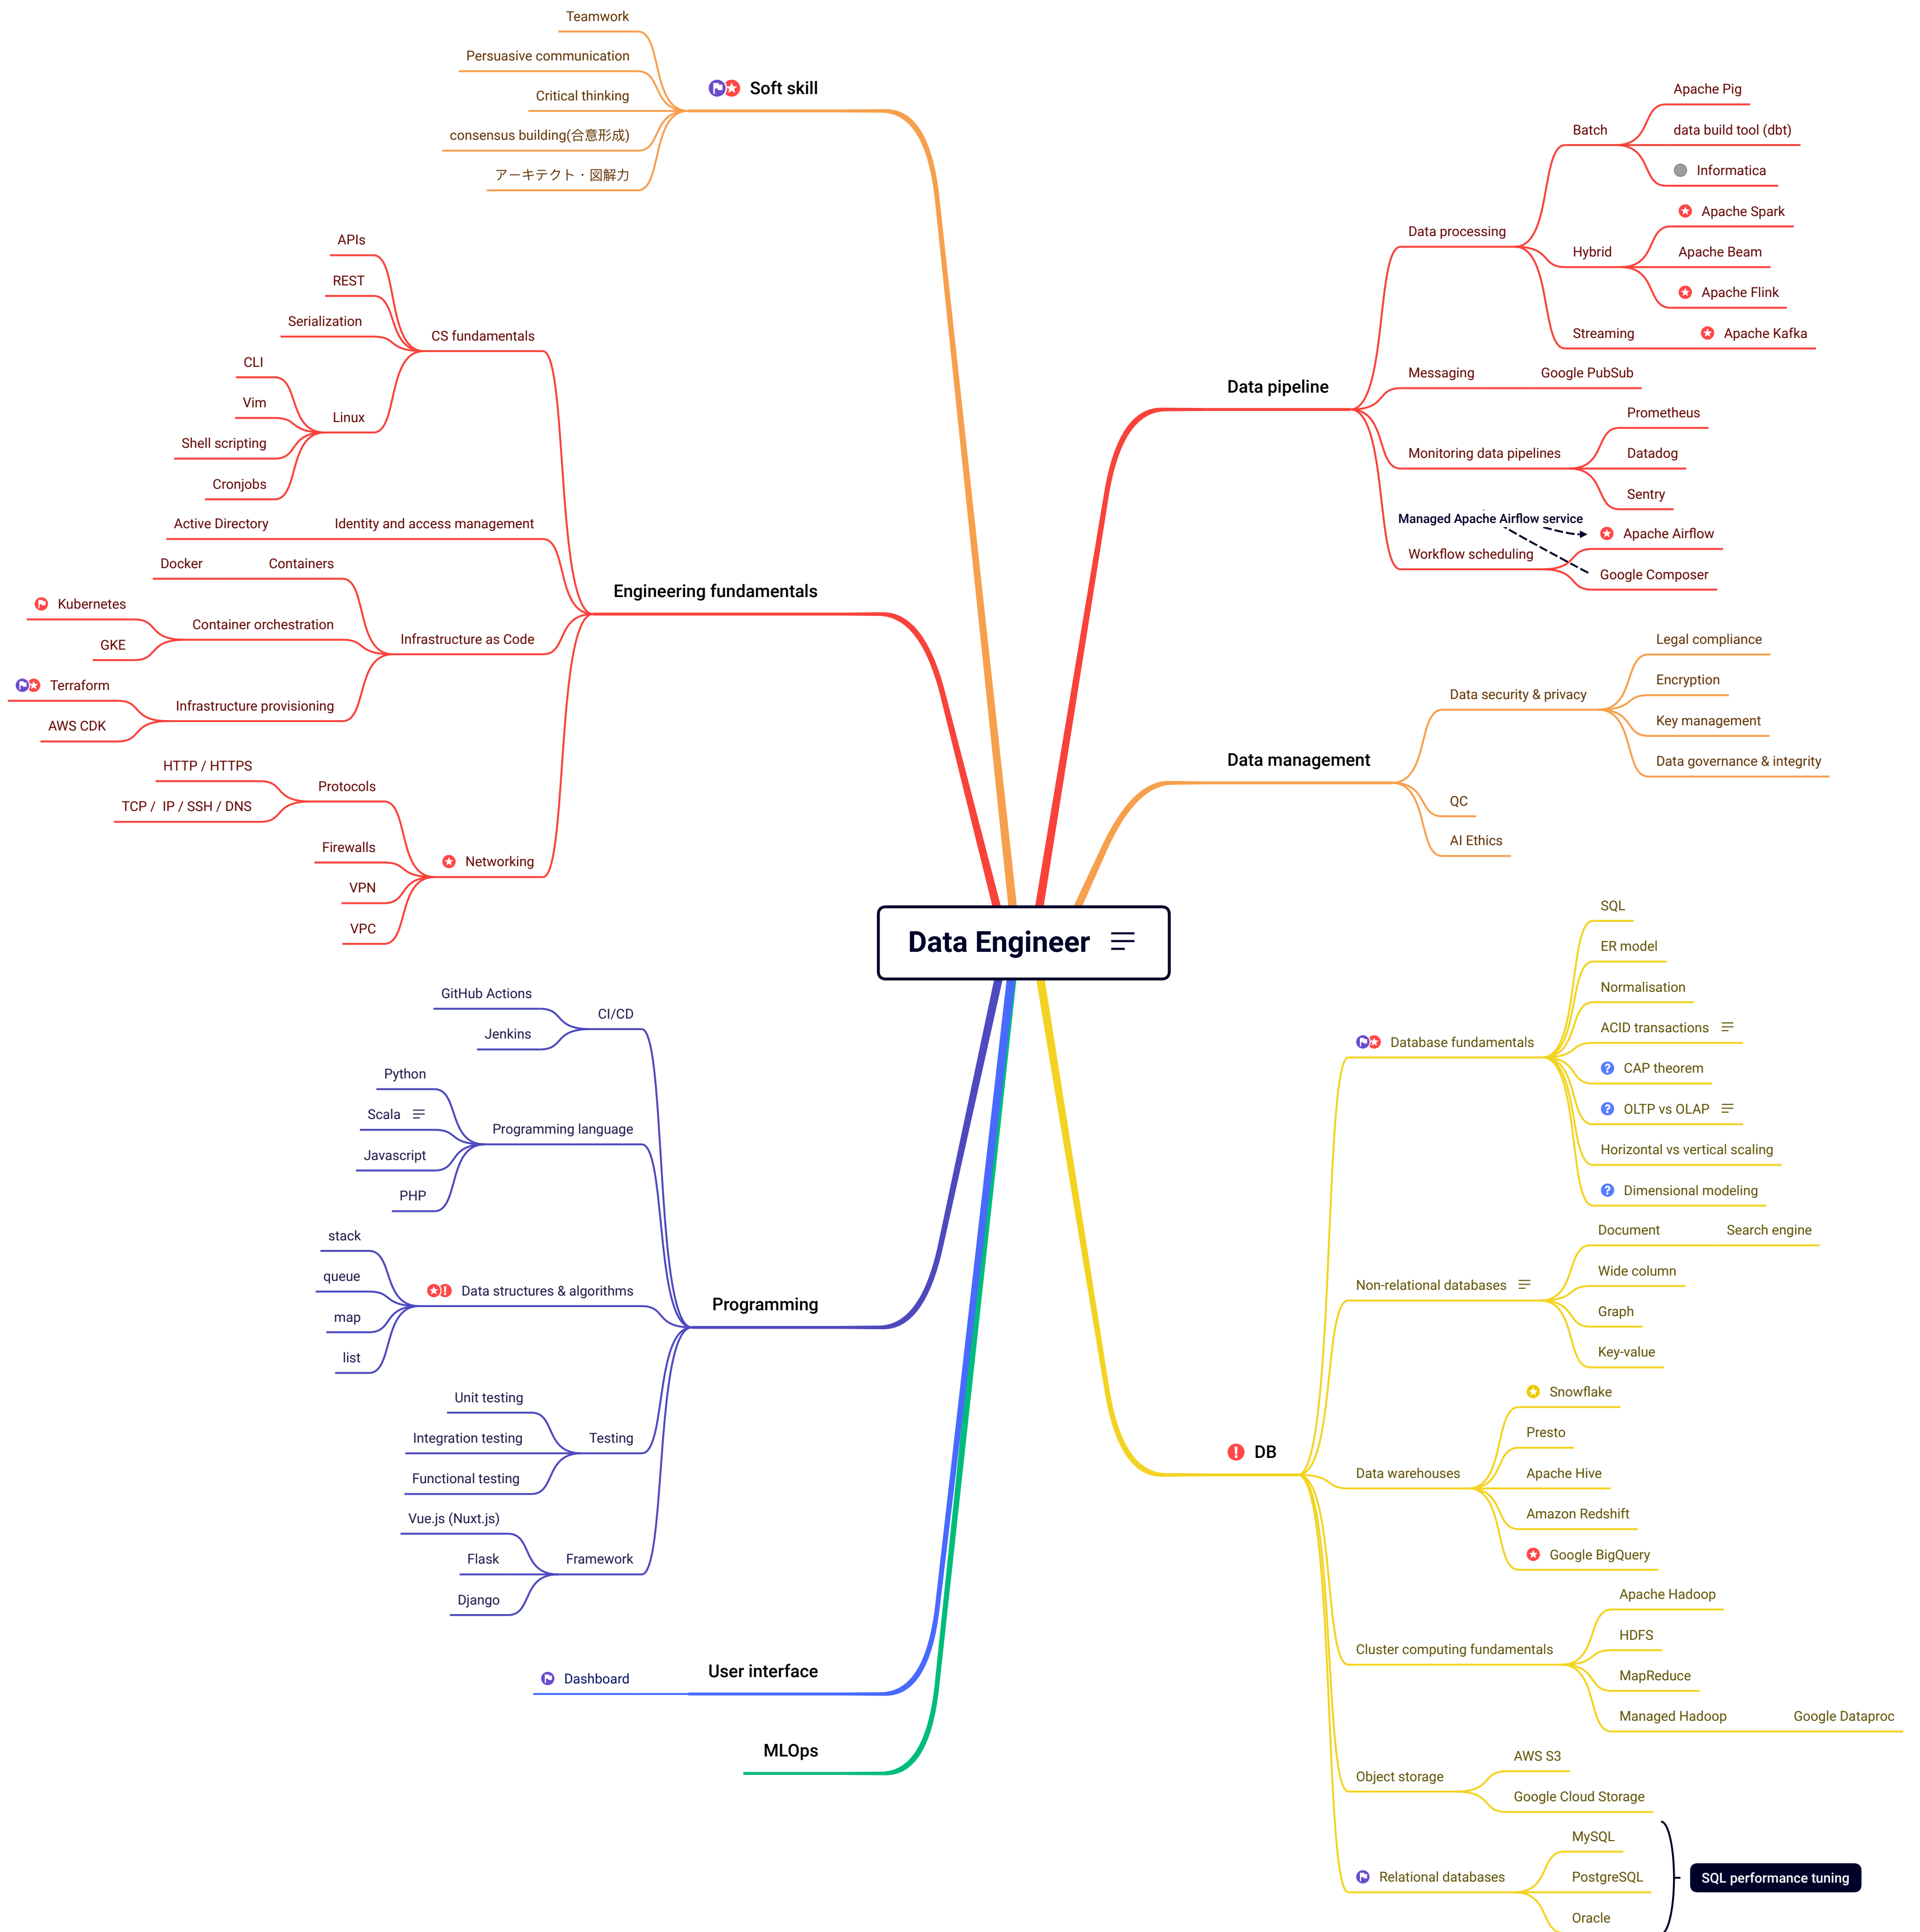 Data Engineer
Soft skill
Teamwork
Persuasive communication
Critical thinking
consensus building(合意形成)
アーキテクト・図解力
Engineering fundamentals
CS fundamentals
APIs
REST
Serialization
Linux
CLI
Vim
Shell scripting
Cronjobs
Identity and access management
Active Directory
Infrastructure as Code
Containers
Docker
Container orchestration
Kubernetes
GKE
Infrastructure provisioning
Terraform
AWS CDK
Networking
Protocols
HTTP / HTTPS
TCP / IP / SSH / DNS
Firewalls
VPN
VPC
Programming
CI/CD
GitHub Actions
Jenkins
Programming language
Python
Scala
Javascript
PHP
Data structures & algorithms
stack
queue
map
list
Testing
Unit testing
Integration testing
Functional testing
Framework
Vue.js (Nuxt.js)
Flask
Django
User interface
Dashboard
MLOps
Data pipeline
Data processing
Batch
Apache Pig
data build tool (dbt)
Informatica
Hybrid
Apache Spark
Apache Beam
Apache Flink
Streaming
Apache Kafka
Messaging
Google PubSub
Monitoring data pipelines
Prometheus
Datadog
Sentry
Managed Apache Airflow service
Workflow scheduling
Apache Airflow
Google Composer
Data management
Data security & privacy
Legal compliance
Encryption
Key management
Data governance & integrity
QC
AI Ethics
DB
Database fundamentals
SQL
ER model
Normalisation
ACID transactions
CAP theorem
OLTP vs OLAP
Horizontal vs vertical scaling
Dimensional modeling
Non-relational databases
Document
Search engine
Wide column
Graph
Key-value
Data warehouses
Snowflake
Presto
Apache Hive
Amazon Redshift
Google BigQuery
Cluster computing fundamentals
Apache Hadoop
HDFS
MapReduce
Managed Hadoop
Google Dataproc
Object storage
AWS S3
Google Cloud Storage
Relational databases
MySQL
PostgreSQL
Oracle
SQL performance tuning